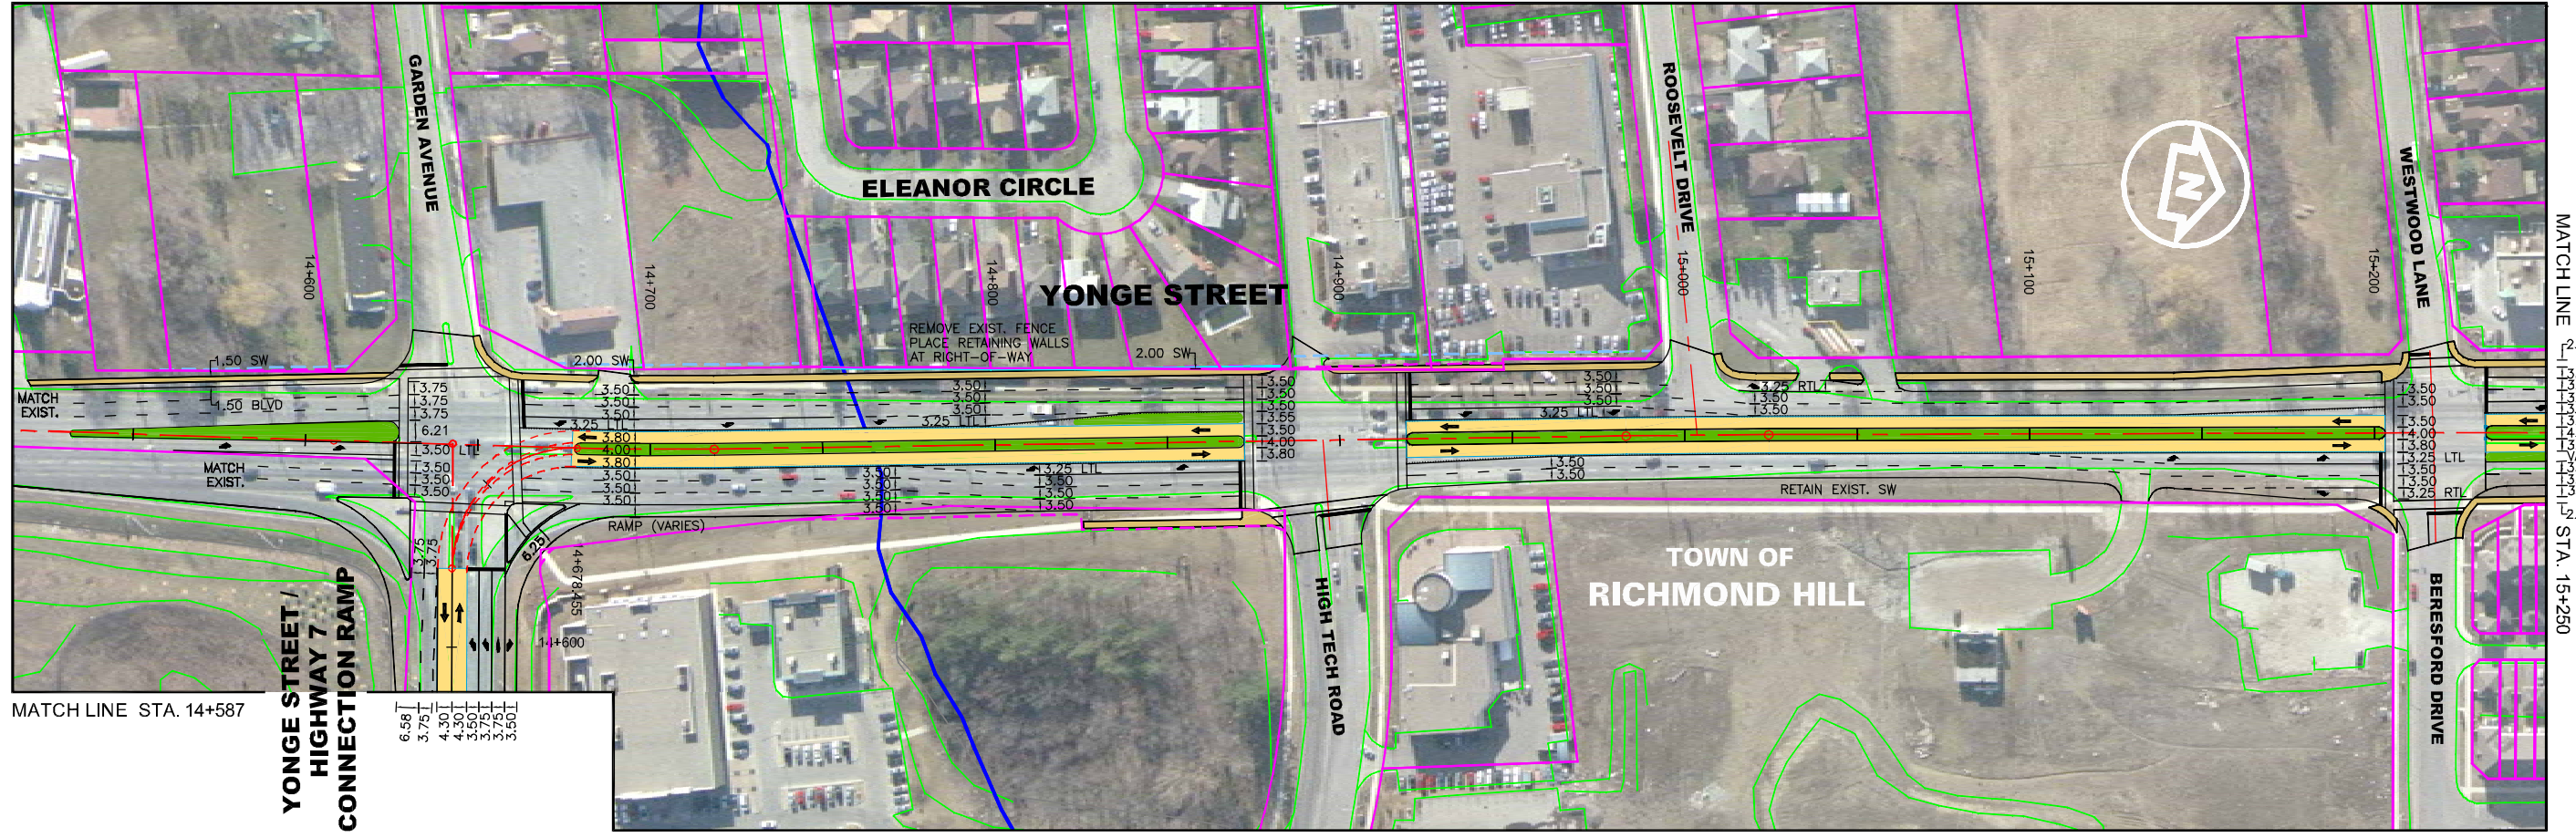 GARDEN AVENUE
ELEANOR CIRCLE
ROOSEVELT DRIVE
WESTWOOD LANE
N
14+600
14+700
14+800
14+900
15+000
15+100
15+200
YONGE STREET
REMOVE EXIST. FENCE
PLACE RETAINING WALLS
AT RIGHT-OF-WAY
1.50 SW
2.00 SW
2.00 SW
MATCH
EXIST.
1.50 BLVD
3.75
3.75
3.75
6.21
3.50 LTL
3.50
3.50
3.50
MATCH
EXIST.
3.50
3.50
3.50
3.25 LTL
3.80
4.00
3.80
3.50
3.50
3.50
3.50
3.50
3.50
3.25 LTL
3.50
3.50
3.50
3.50
3.25 LTL
3.50
3.50
3.50
3.50
3.50
3.50
3.55
4.00
3.80
3.50
3.50
3.25 LTL
3.50
3.50
3.25 RTL
3.50
3.50
3.50
3.50
4.00
3.80
3.25 LTL
3.50
3.50
3.25 RTL
RETAIN EXIST. SW
RAMP (VARIES)
6.25
3.75
3.75
14+678.455
14+600
TOWN OF
RICHMOND HILL
HIGH TECH ROAD
BERESFORD DRIVE
YONGE STREET /
HIGHWAY 7
CONNECTION RAMP
MATCH LINE STA. 14+587
6.58
3.75
4.30
4.30
3.50
3.75
3.75
3.50
MATCH LINE STA. 15+250